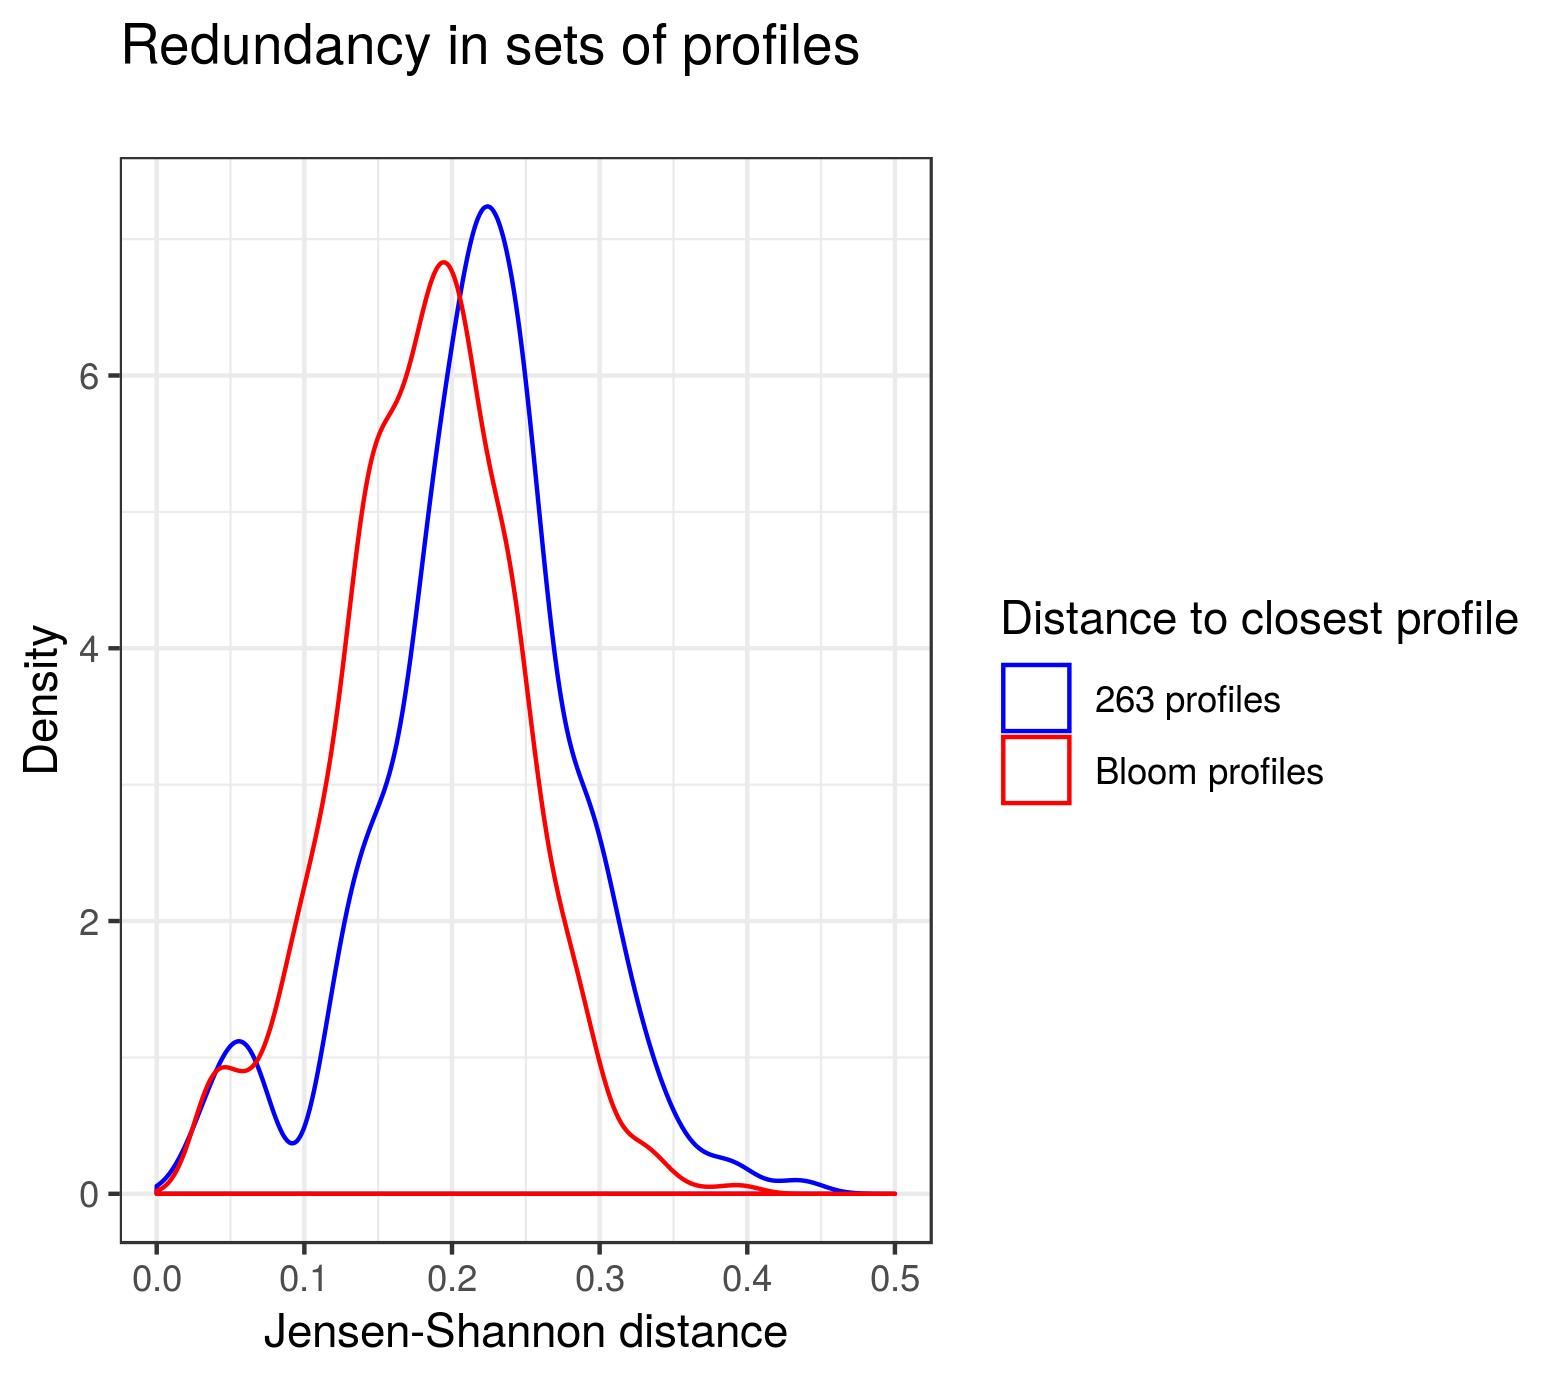 Redundancy in sets of profiles
Density
6
4
2
0
0.0 0.1 0.2 0.3 0.4 0.5
Jensen-Shannon distance
Distance to closest profile
263 profiles
Bloom profiles